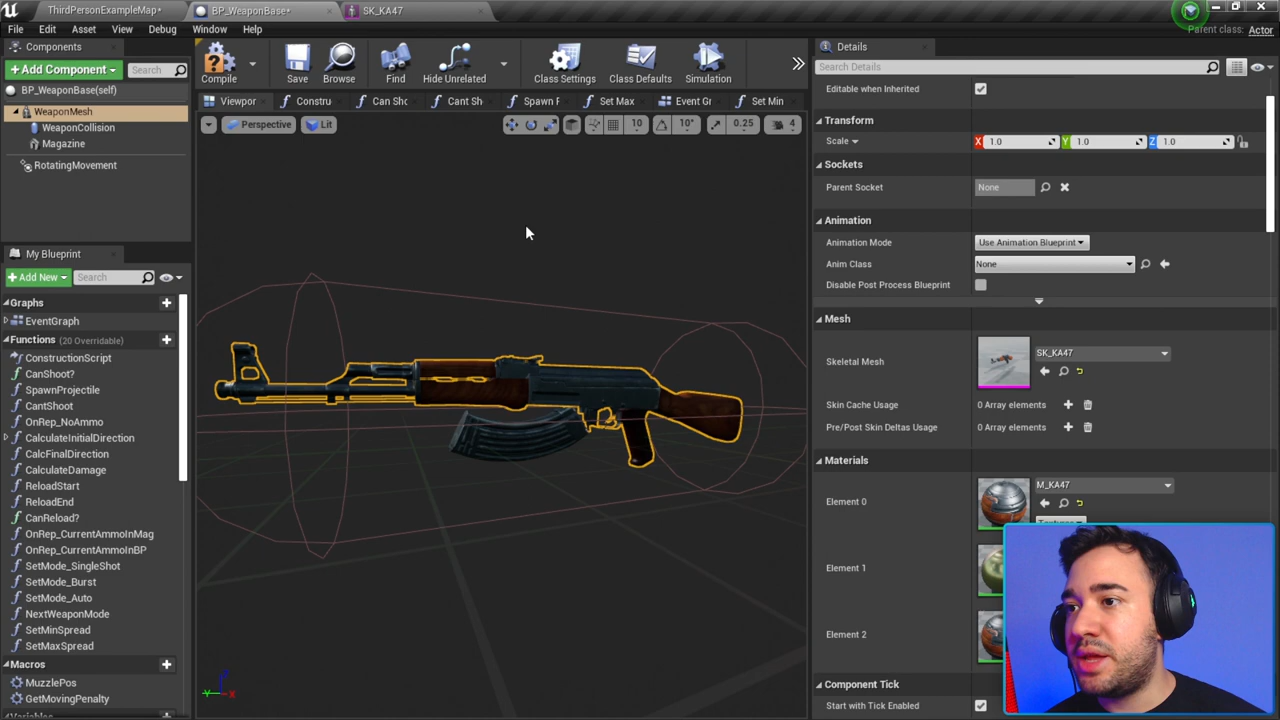 ThirdPersonExampleMap*
BP_WeaponBase*
SK_KA47
File Edit Asset View Debug Window Help
Parent class: Actor
Components
+ Add Component
Search
BP_WeaponBase(self)
WeaponMesh
WeaponCollision
Magazine
RotatingMovement
My Blueprint
+ Add New
Search
Graphs
EventGraph
Functions (20 Overridable)
ConstructionScript
CanShoot?
SpawnProjectile
CantShoot
OnRep_NoAmmo
CalculateInitialDirection
CalcFinalDirection
CalculateDamage
ReloadStart
ReloadEnd
CanReload?
OnRep_CurrentAmmoInMag
OnRep_CurrentAmmoInBP
SetMode_SingleShot
SetMode_Burst
SetMode_Auto
NextWeaponMode
SetMinSpread
SetMaxSpread
Macros
MuzzlePos
GetMovingPenalty
Variables
Compile Save Browse Find Hide Unrelated Class Settings Class Defaults Simulation
Viewpor Constru Can Sh Cant Sh Spawn F Set Max Event Gr Set Min
Perspective Lit 10 10° 0.25 4
Details
Search Details
Editable when Inherited
Transform
Scale X 1.0 Y 1.0 Z 1.0
Sockets
Parent Socket None
Animation
Animation Mode Use Animation Blueprint
Anim Class None
Disable Post Process Blueprint
Mesh
Skeletal Mesh SK_KA47
Skin Cache Usage 0 Array elements
Pre/Post Skin Deltas Usage 0 Array elements
Materials
Element 0 M_KA47
Textures
Element 1
Element 2
Component Tick
Start with Tick Enabled
Z
Y X